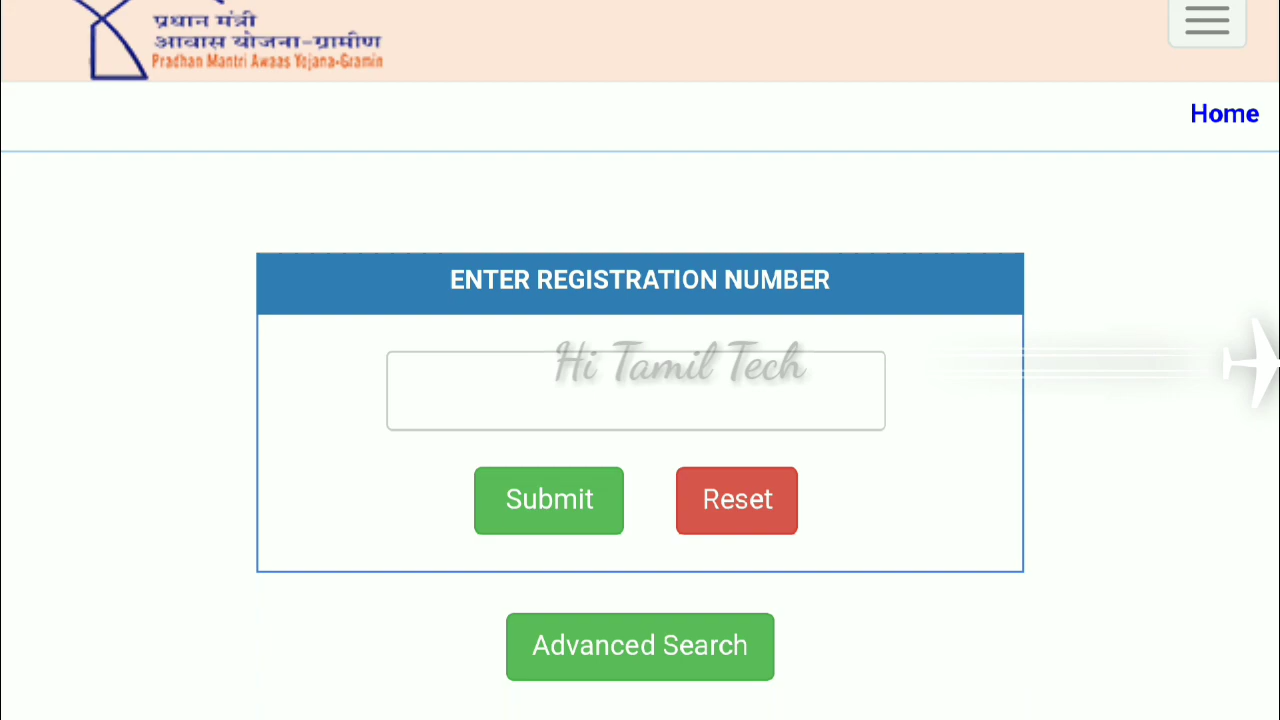 प्रधान मंत्री
आवास योजना-ग्रामीण
Pradhan Mantri Awaas Yojana-Gramin
Home
ENTER REGISTRATION NUMBER
Hi Tamil Tech
Submit
Reset
Advanced Search